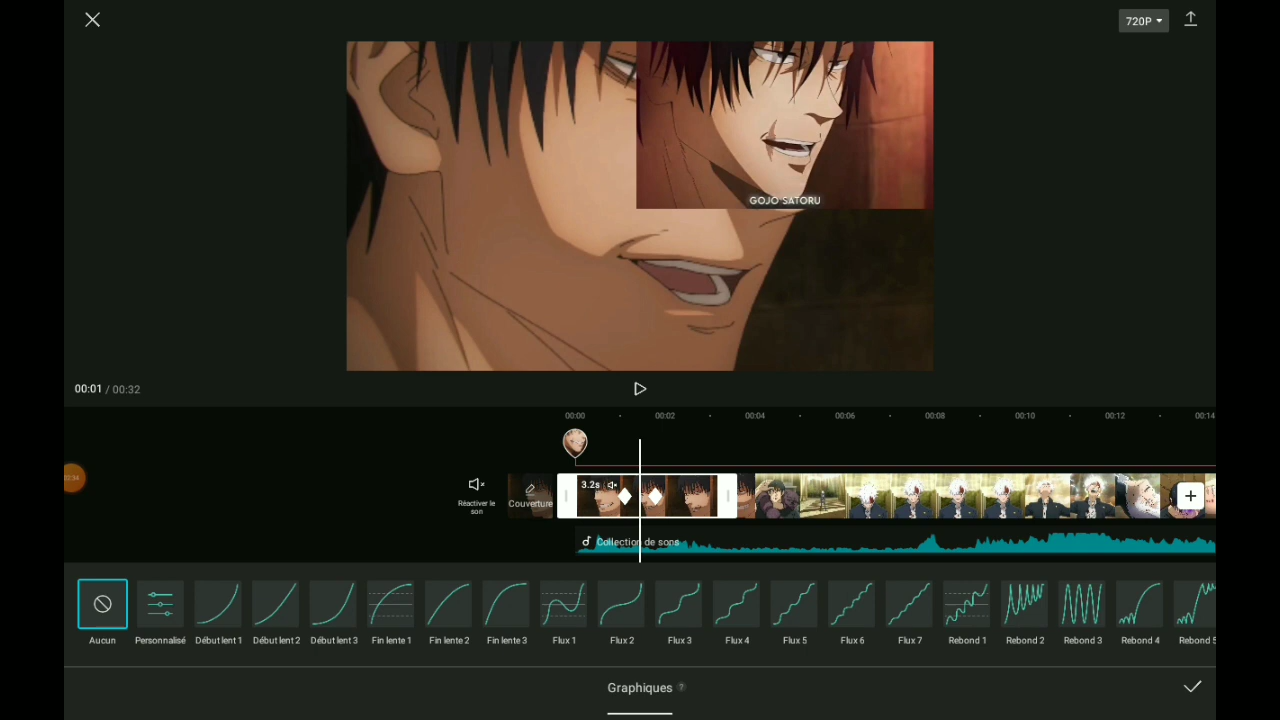 720P
GOJO SATORU
00:01 / 00:32
00:00 00:02 00:04 00:06 00:08 00:10 00:12 00:14
Réactiver le
son
Couverture
3.2s
Collection de sons
Aucun Personnalisé Début lent 1 Début lent 2 Début lent 3 Fin lente 1 Fin lente 2 Fin lente 3 Flux 1 Flux 2 Flux 3 Flux 4 Flux 5 Flux 6 Flux 7 Rebond 1 Rebond 2 Rebond 3 Rebond 4 Rebond
Graphiques ?